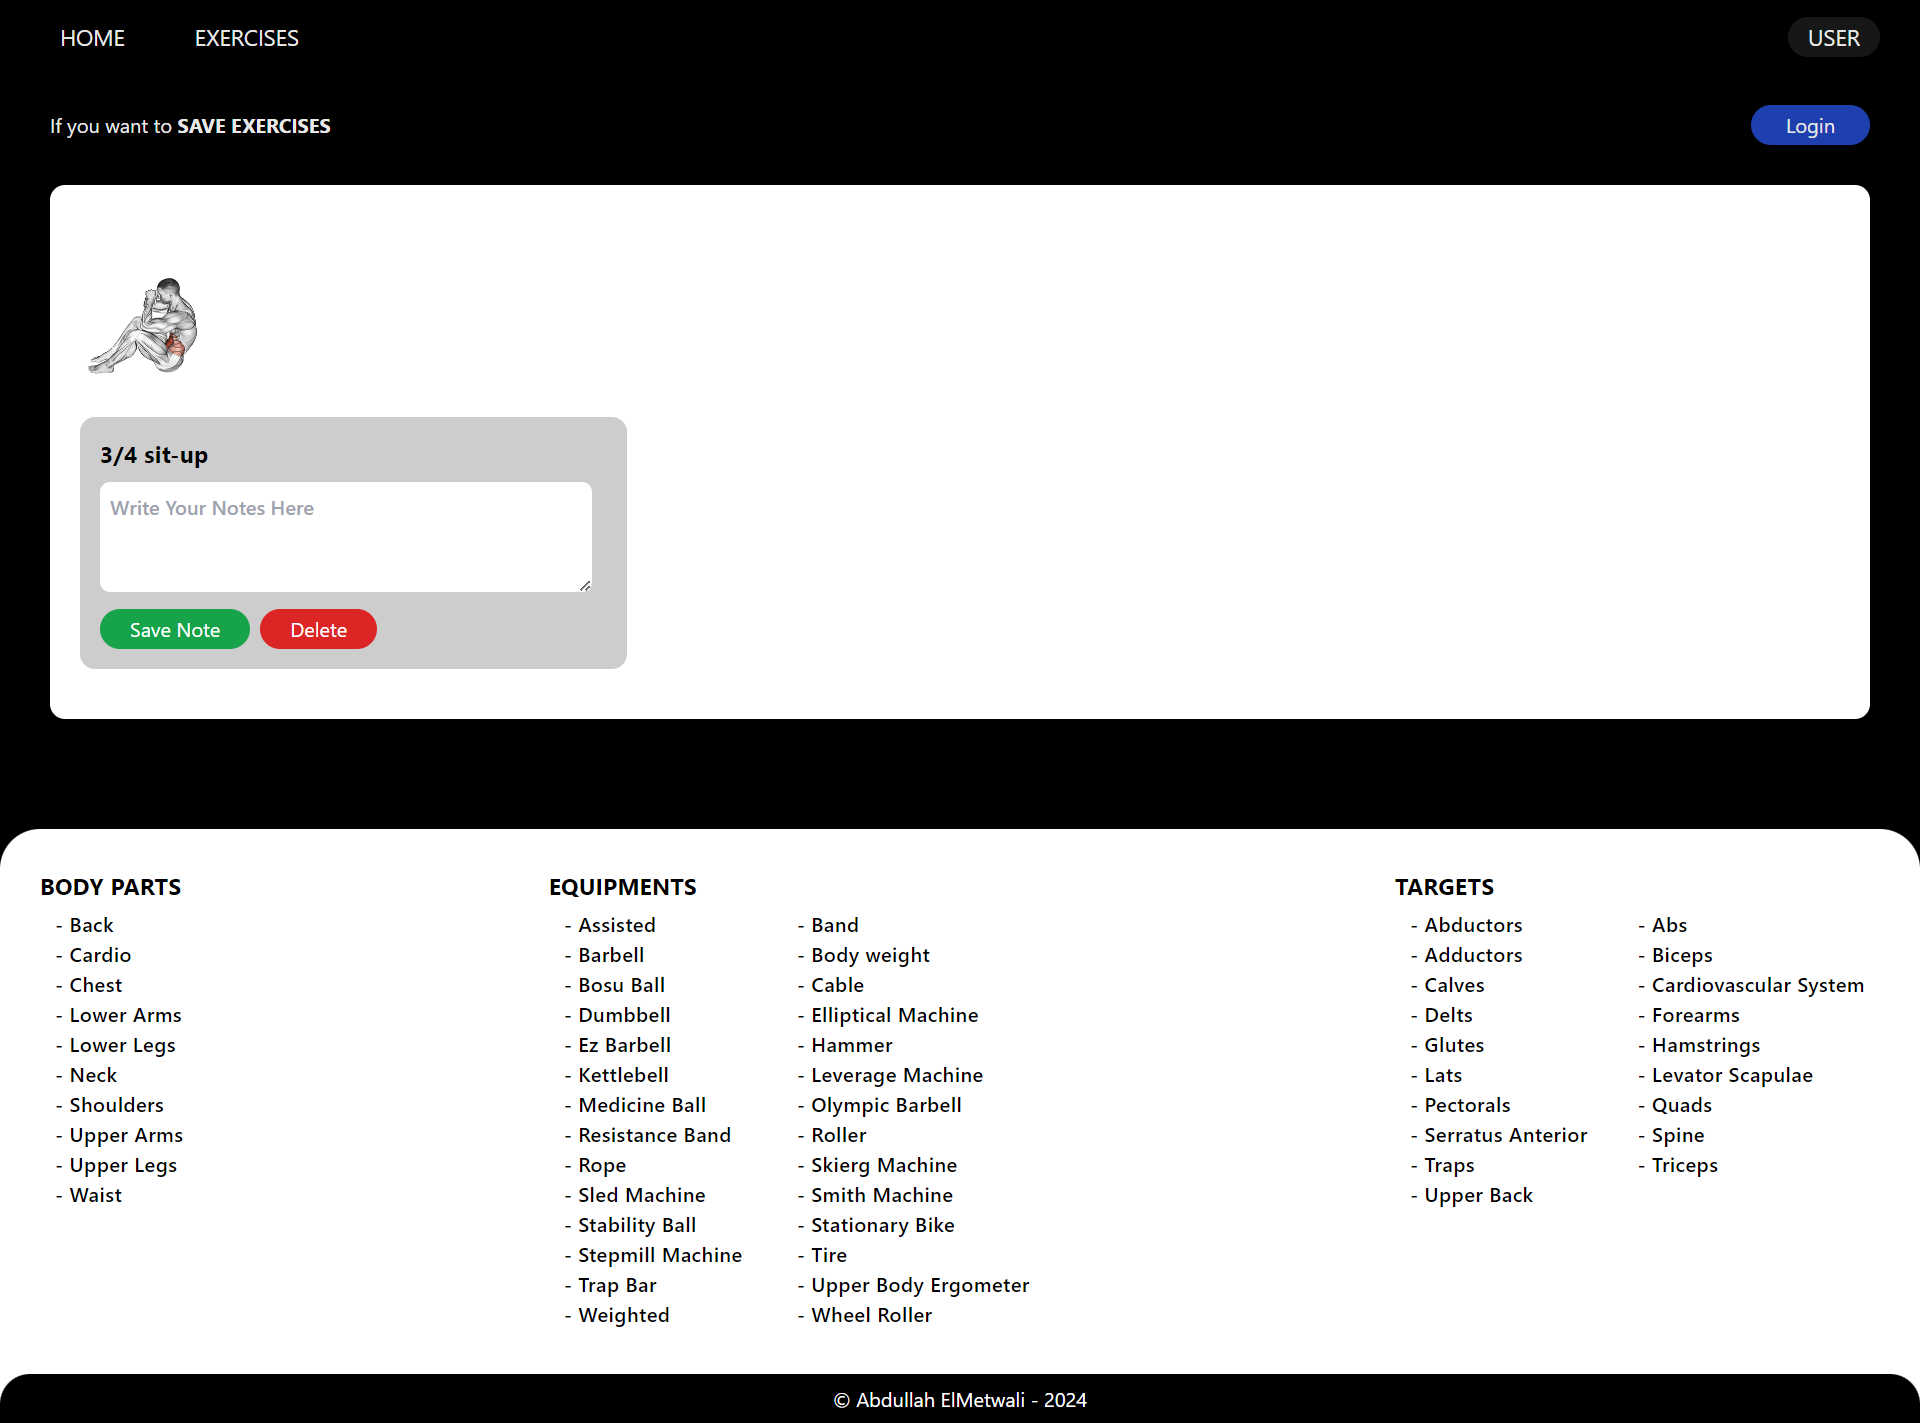 HOME
EXERCISES
USER
If you want to SAVE EXERCISES
Login
3/4 sit-up
Write Your Notes Here
Save Note
Delete
BODY PARTS
- Back
- Cardio
- Chest
- Lower Arms
- Lower Legs
- Neck
- Shoulders
- Upper Arms
- Upper Legs
- Waist
EQUIPMENTS
- Assisted
- Barbell
- Bosu Ball
- Dumbbell
- Ez Barbell
- Kettlebell
- Medicine Ball
- Resistance Band
- Rope
- Sled Machine
- Stability Ball
- Stepmill Machine
- Trap Bar
- Weighted
- Band
- Body weight
- Cable
- Elliptical Machine
- Hammer
- Leverage Machine
- Olympic Barbell
- Roller
- Skierg Machine
- Smith Machine
- Stationary Bike
- Tire
- Upper Body Ergometer
- Wheel Roller
TARGETS
- Abductors
- Adductors
- Calves
- Delts
- Glutes
- Lats
- Pectorals
- Serratus Anterior
- Traps
- Upper Back
- Abs
- Biceps
- Cardiovascular System
- Forearms
- Hamstrings
- Levator Scapulae
- Quads
- Spine
- Triceps
© Abdullah ElMetwali - 2024